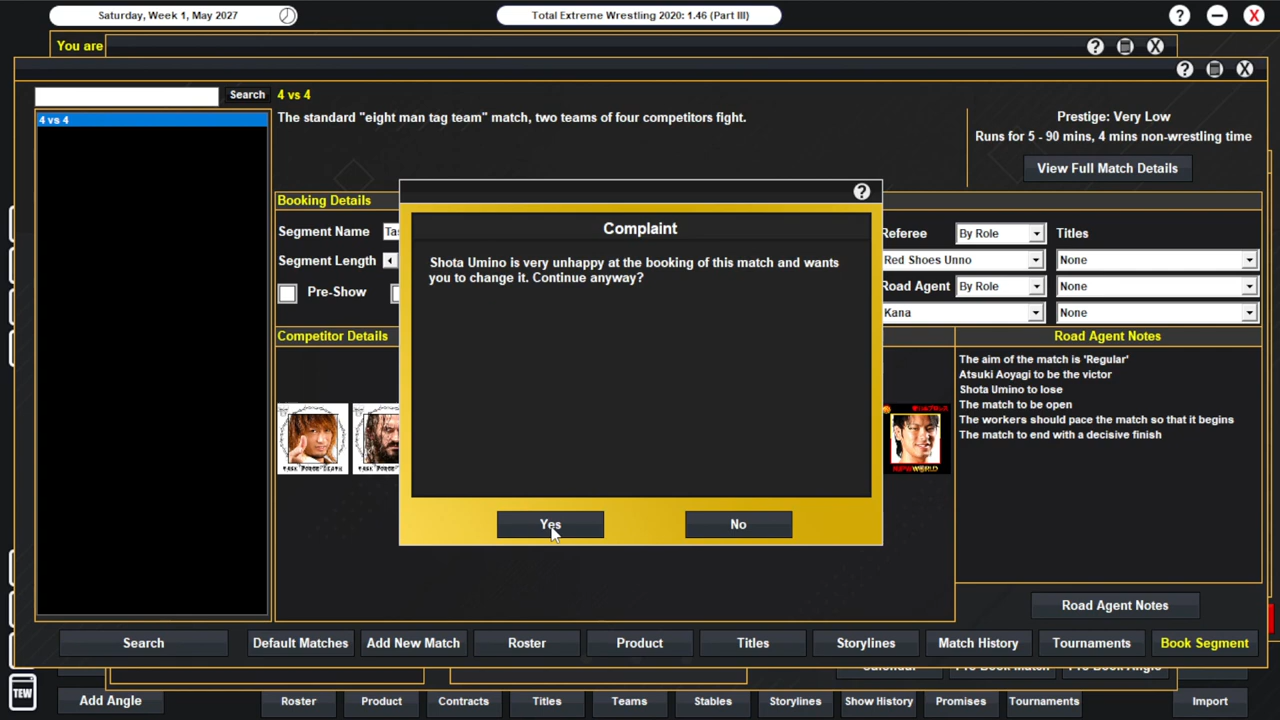 Saturday, Week 1, May 2027
Total Extreme Wrestling 2020: 1.46 (Part III)
You are
Search
4 vs 4
4 vs 4
The standard "eight man tag team" match, two teams of four competitors fight.
Prestige: Very Low
Runs for 5 - 90 mins, 4 mins non-wrestling time
View Full Match Details
Booking Details
Segment Name
Segment Length
Pre-Show
Complaint
Shota Umino is very unhappy at the booking of this match and wants
you to change it. Continue anyway?
Yes
No
Referee
By Role
Titles
Red Shoes Unno
None
Road Agent
By Role
None
Kana
None
Competitor Details
Road Agent Notes
The aim of the match is 'Regular'
Atsuki Aoyagi to be the victor
Shota Umino to lose
The match to be open
The workers should pace the match so that it begins
The match to end with a decisive finish
TASK FORCE DEATH
Road Agent Notes
Search
Default Matches
Add New Match
Roster
Product
Titles
Storylines
Match History
Tournaments
Book Segment
TEW
Add Angle
Roster
Product
Contracts
Titles
Teams
Stables
Storylines
Show History
Promises
Tournaments
Import